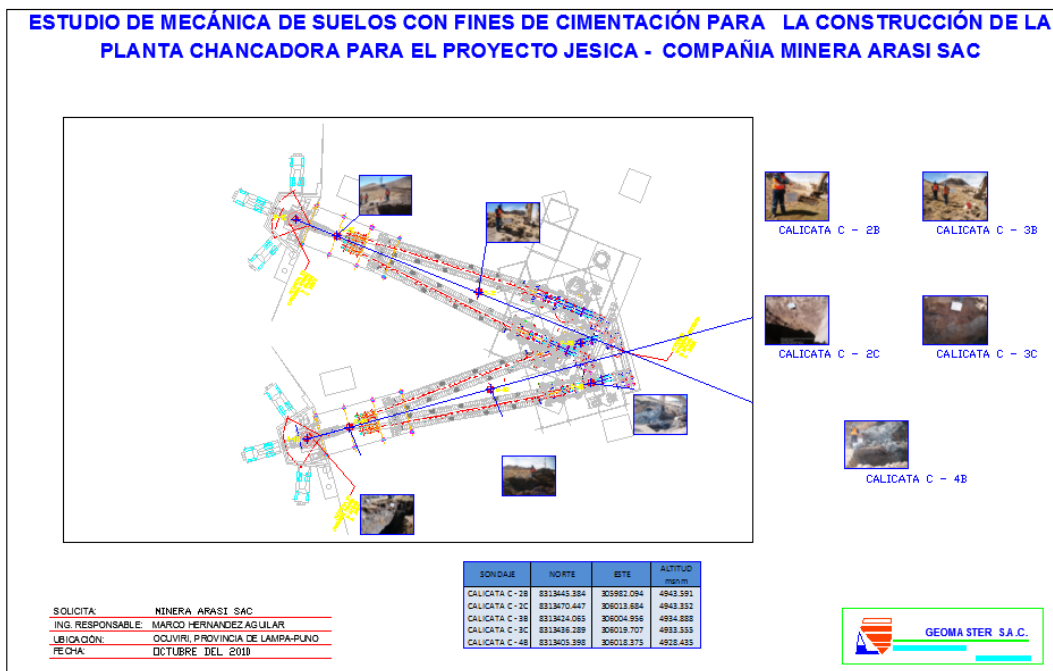 ESTUDIO DE MECÁNICA DE SUELOS CON FINES DE CIMENTACIÓN PARA LA CONSTRUCCIÓN DE LA
PLANTA CHANCADORA PARA EL PROYECTO JESICA - COMPAÑIA MINERA ARASI SAC
CALICATA C - 2B
CALICATA C - 3B
CALICATA C - 2C
CALICATA C - 3C
CALICATA C - 4B
SONDAJE NORTE ESTE ALTITUD msnm
CALICATA C - 2B 8313445.384 305982.094 4943.591
CALICATA C - 2C 8313470.447 306013.684 4943.352
CALICATA C - 3B 8313424.065 306004.956 4934.888
CALICATA C - 3C 8313436.289 306019.707 4933.555
CALICATA C - 4B 8313405.398 306018.375 4928.435
SOLICITA: MINERA ARASI SAC
ING. RESPONSABLE: MARCO HERNANDEZ AGUILAR
UBICACIÓN: OCUVIRI, PROVINCIA DE LAMPA-PUNO
FECHA: OCTUBRE DEL 2010
GEOMASTER S.A.C.